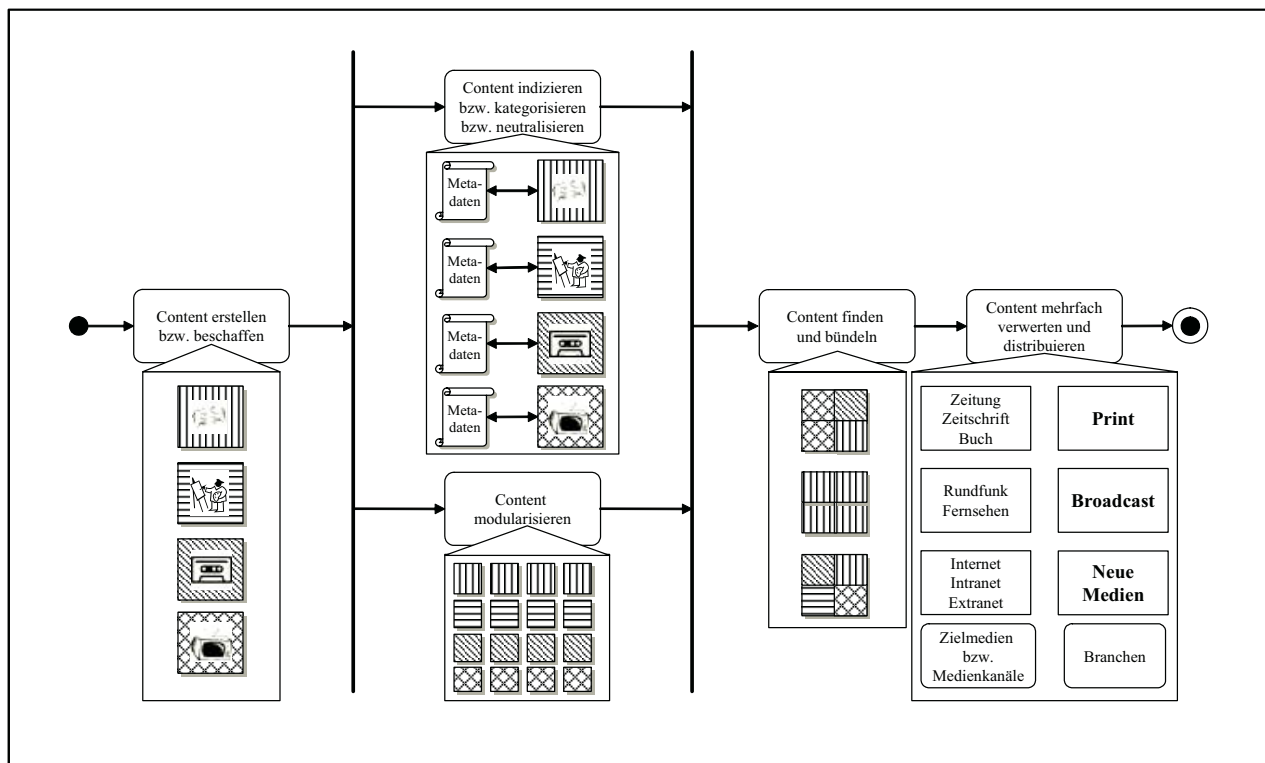 Content erstellen
bzw. beschaffen
Content indizieren
bzw. kategorisieren
bzw. neutralisieren
Meta-
daten
Meta-
daten
Meta-
daten
Meta-
daten
Content
modularisieren
Content finden
und bündeln
Content mehrfach
verwerten und
distribuieren
Zeitung
Zeitschrift
Buch
Print
Rundfunk
Fernsehen
Broadcast
Internet
Intranet
Extranet
Neue
Medien
Zielmedien
bzw.
Medienkanäle
Branchen